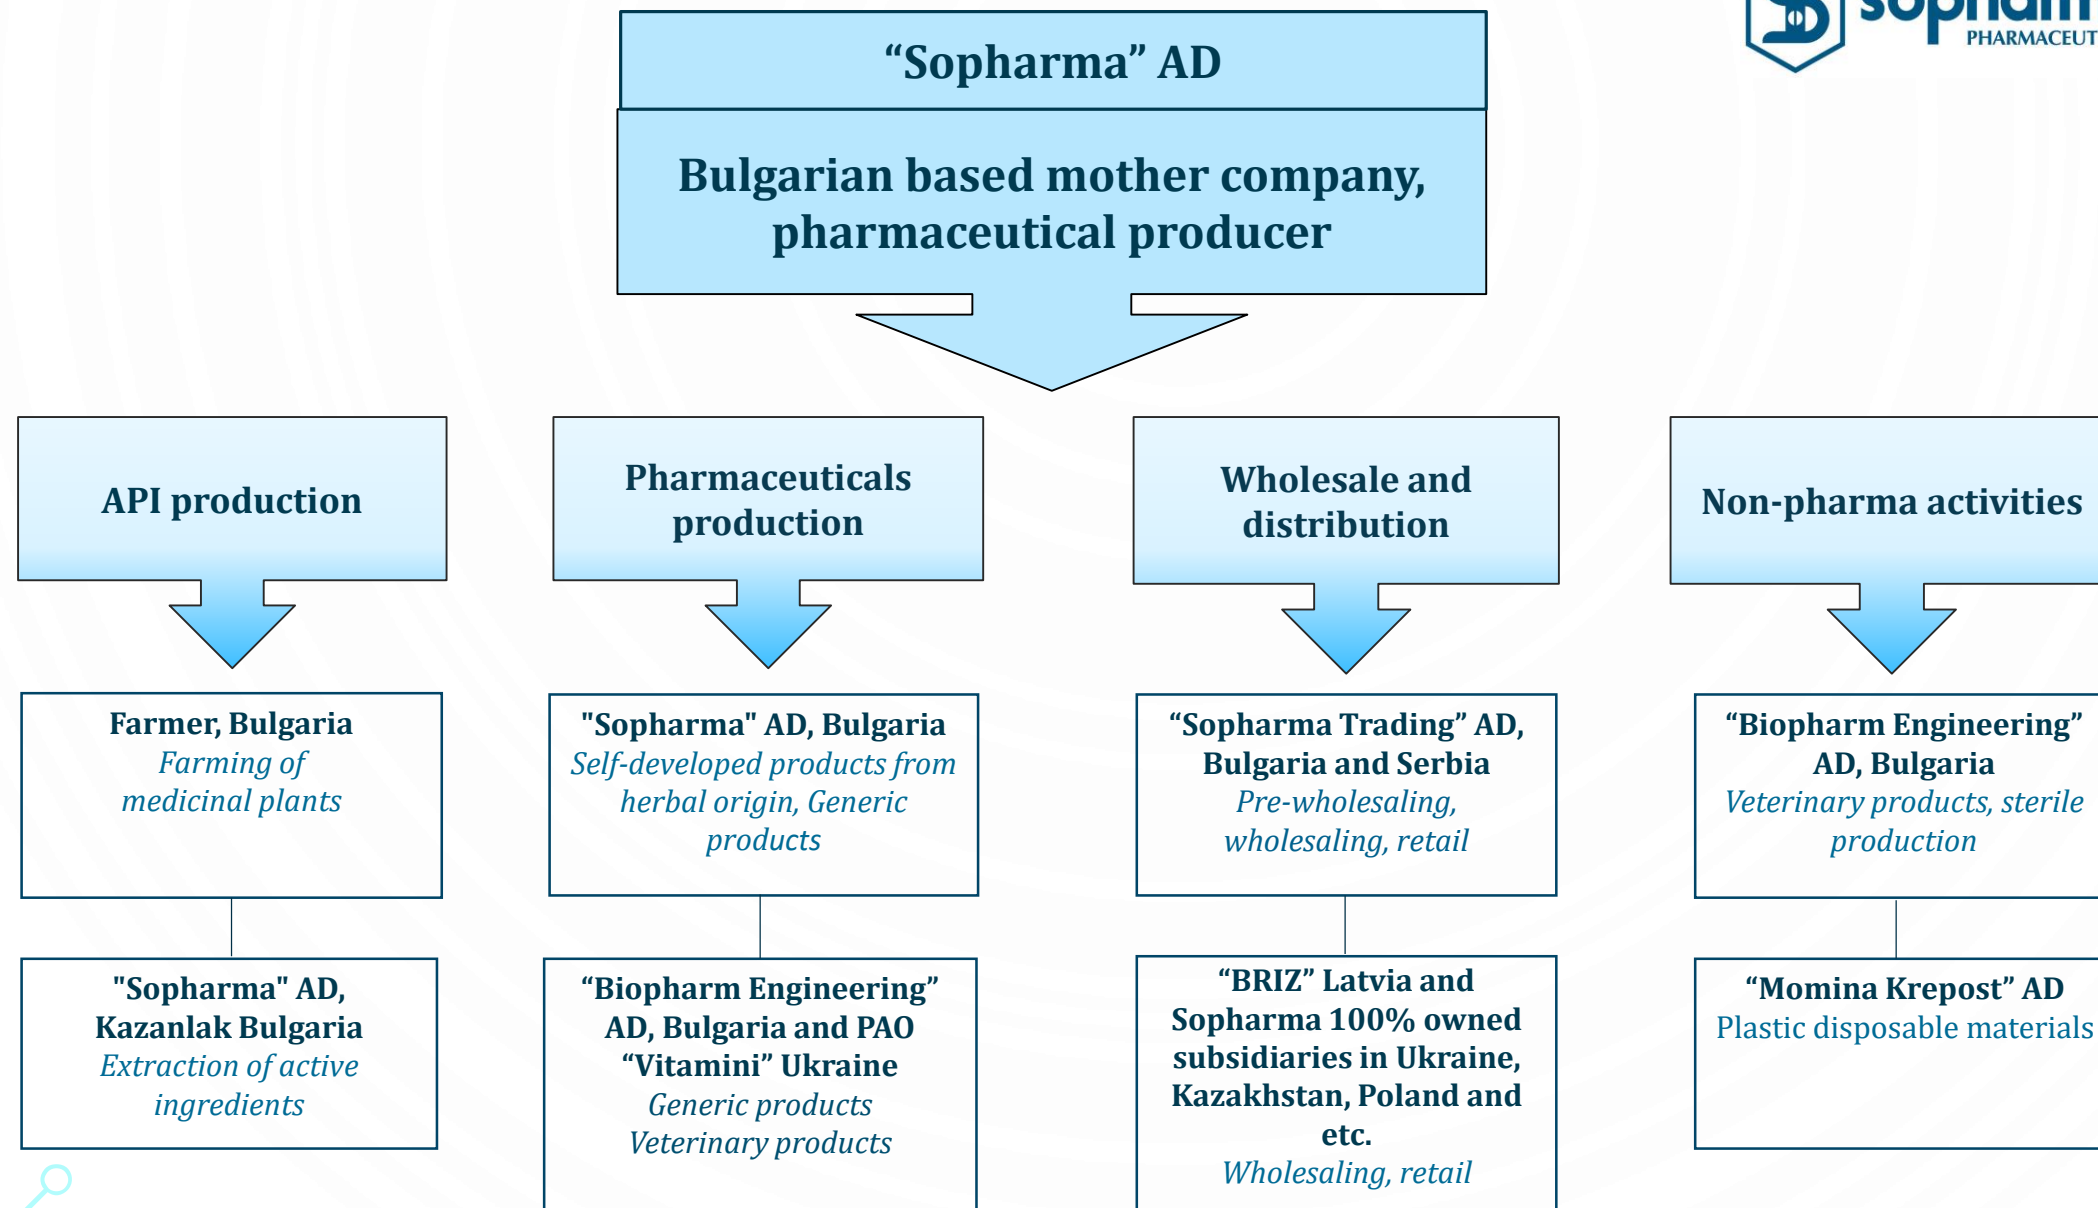 “Sopharma” AD
PHARMACEUT
Bulgarian based mother company,
pharmaceutical producer
API production
Pharmaceuticals
production
Wholesale and
distribution
Non-pharma activities
Farmer, Bulgaria
Farming of
medicinal plants
"Sopharma" AD, Bulgaria
Self-developed products from
herbal origin, Generic
products
“Sopharma Trading” AD,
Bulgaria and Serbia
Pre-wholesaling,
wholesaling, retail
“Biopharm Engineering”
AD, Bulgaria
Veterinary products, sterile
production
"Sopharma" AD,
Kazanlak Bulgaria
Extraction of active
ingredients
“Biopharm Engineering”
AD, Bulgaria and PAO
“Vitamini” Ukraine
Generic products
Veterinary products
“BRIZ” Latvia and
Sopharma 100% owned
subsidiaries in Ukraine,
Kazakhstan, Poland and
etc.
Wholesaling, retail
“Momina Krepost” AD
Plastic disposable materials